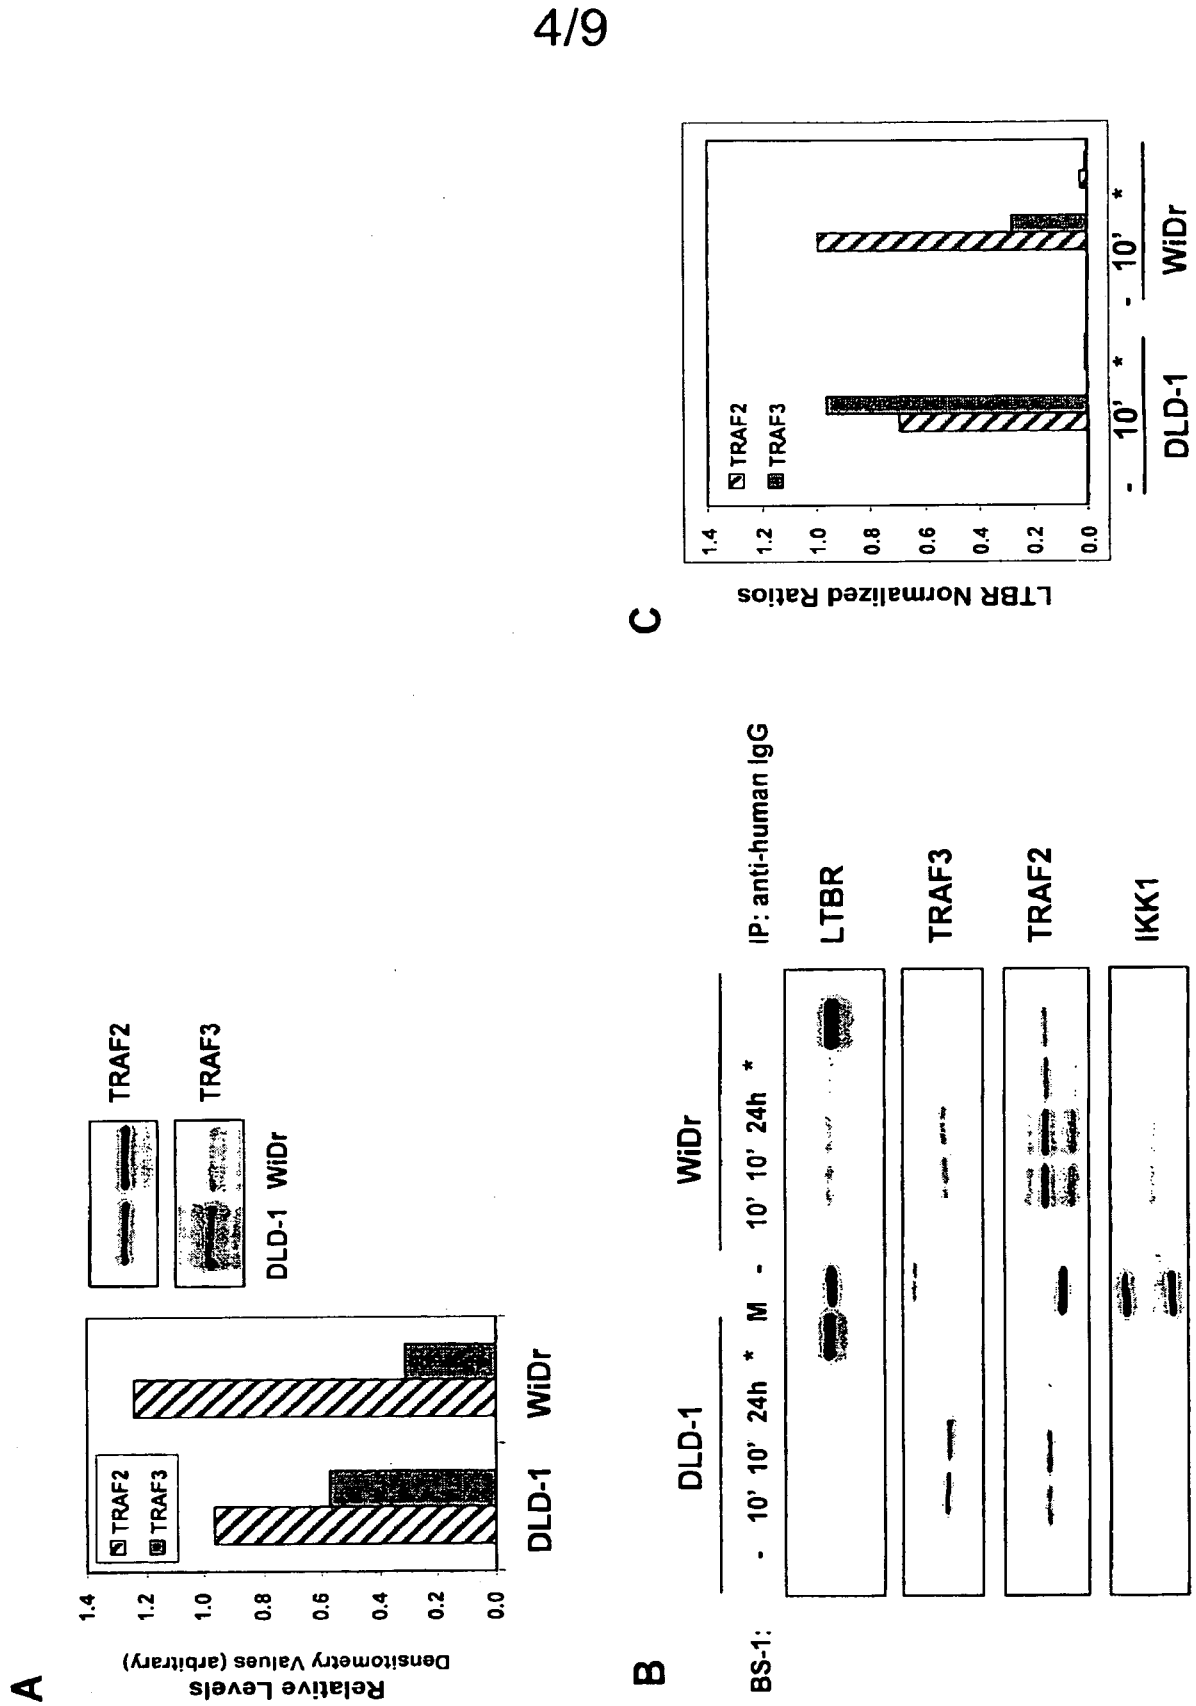 4/9
A
Relative Levels
Densitometry Values (arbitrary)
1.4
1.2
1.0
0.8
0.6
0.4
0.2
0.0
TRAF2
TRAF3
DLD-1 WiDr
TRAF2
TRAF3
DLD-1 WiDr
B
DLD-1 WiDr
BS-1: - 10' 10' 24h * M - 10' 10' 24h * IP: anti-human IgG
LTBR
TRAF3
TRAF2
IKK1
C
LTBR Normalized Ratios
1.4
1.2
1.0
0.8
0.6
0.4
0.2
0.0
TRAF2
TRAF3
- 10' * - 10' *
DLD-1 WiDr